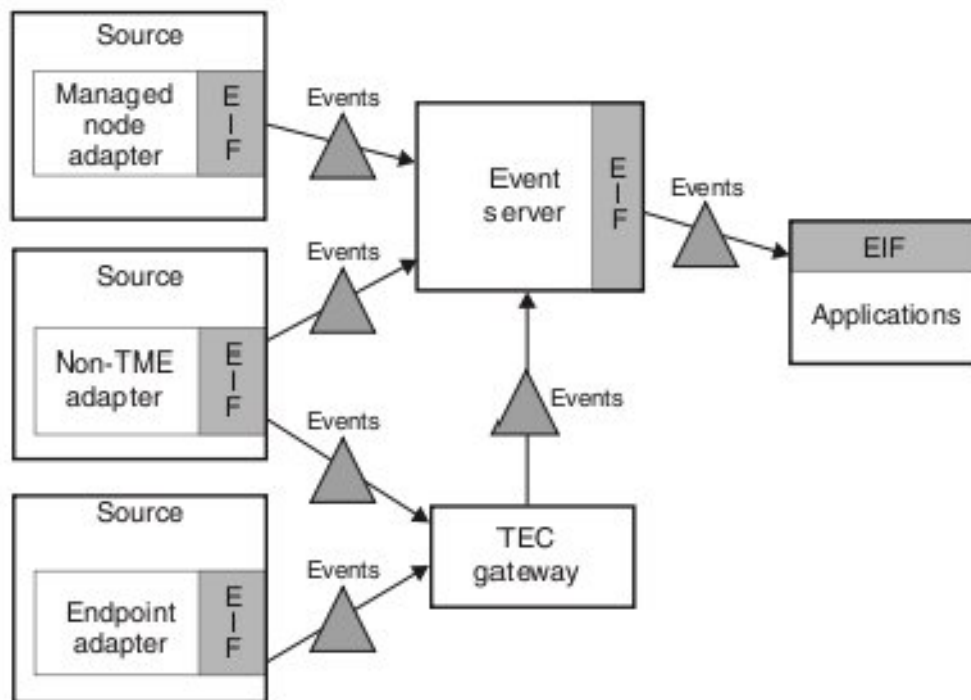 Source
Managed
node
adapter
E
I
F
Events
Event
server
E
I
F
Events
EIF
Applications
Source
Non-TME
adapter
E
I
F
Events
Events
Events
TEC
gateway
Source
Endpoint
adapter
E
I
F
Events